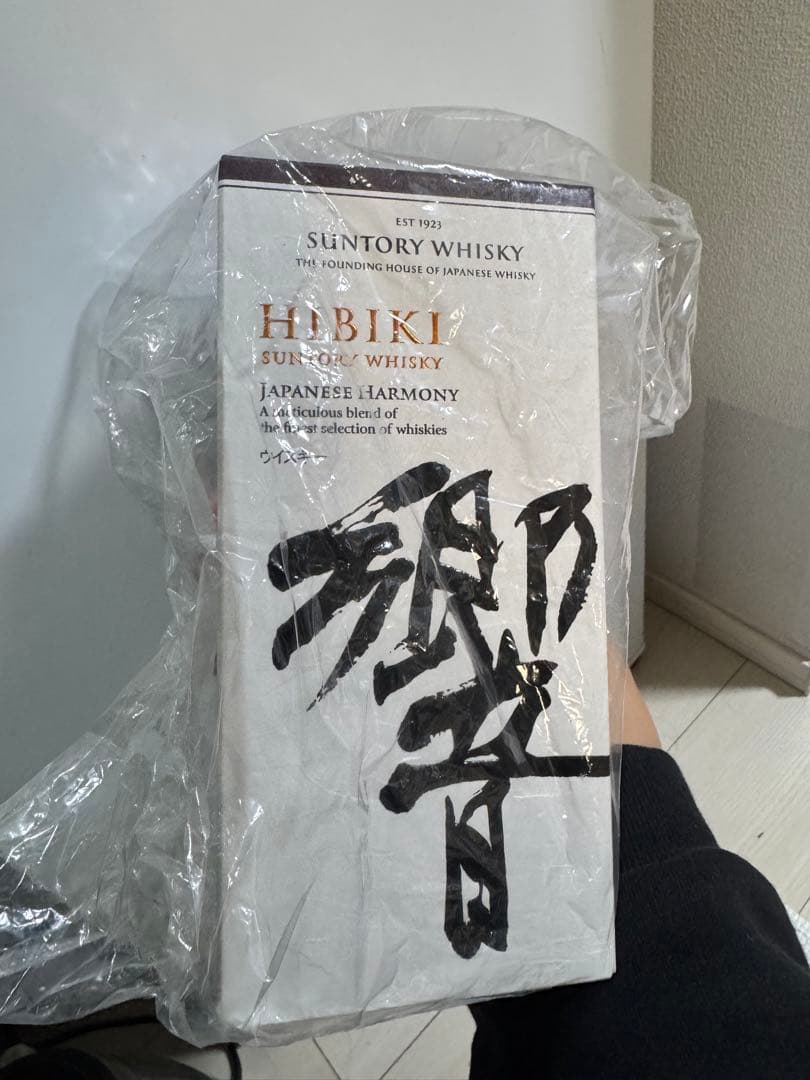 EST 1923
SUNTORY WHISKY
THE FOUNDING HOUSE OF JAPANESE WHISKY
HIBIKI
SUNTORY WHISKY
JAPANESE HARMONY
A meticulous blend of
the finest selection of whiskies
ウイスキー
響